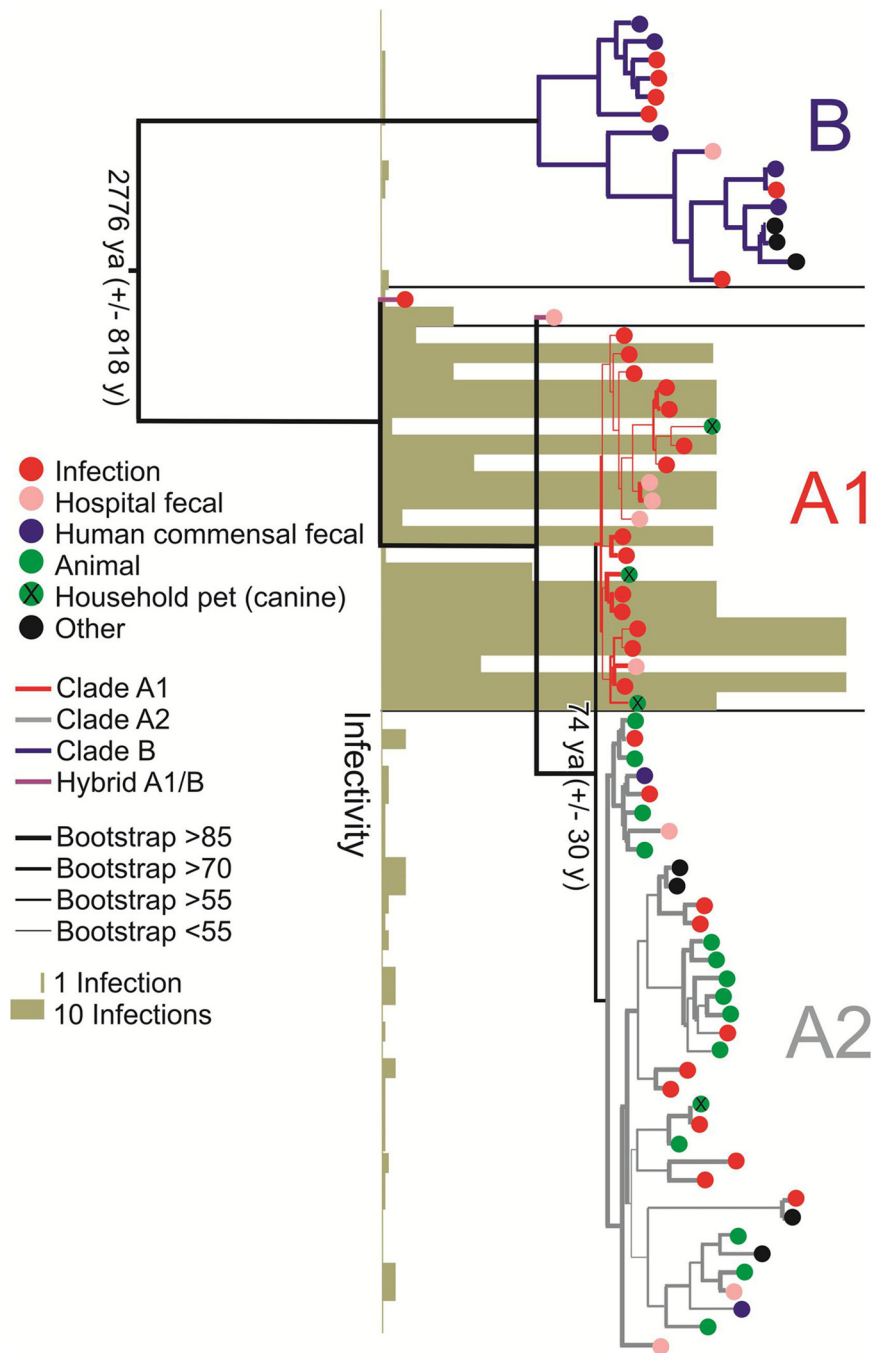 B
2776 ya (+/- 818 y)
A1
Infection
Hospital fecal
Human commensal fecal
Animal
X Household pet (canine)
Other
Clade A1
Clade A2
Clade B
Hybrid A1/B
Infectivity
74 ya (+/- 30 y)
Bootstrap >85
Bootstrap >70
Bootstrap >55
Bootstrap <55
1 Infection
10 Infections
A2
X
X
X
X